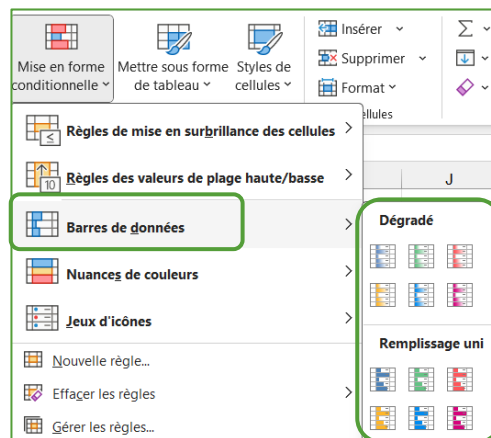 Mise en forme conditionnelle
Mettre sous forme de tableau
Styles de cellules
Insérer
Supprimer
Format
ellules
Règles de mise en surbrillance des cellules
Règles des valeurs de plage haute/basse
10
Barres de données
Nuances de couleurs
Jeux d'icônes
Nouvelle règle...
Effacer les règles
Gérer les règles...
J
Dégradé
Remplissage uni